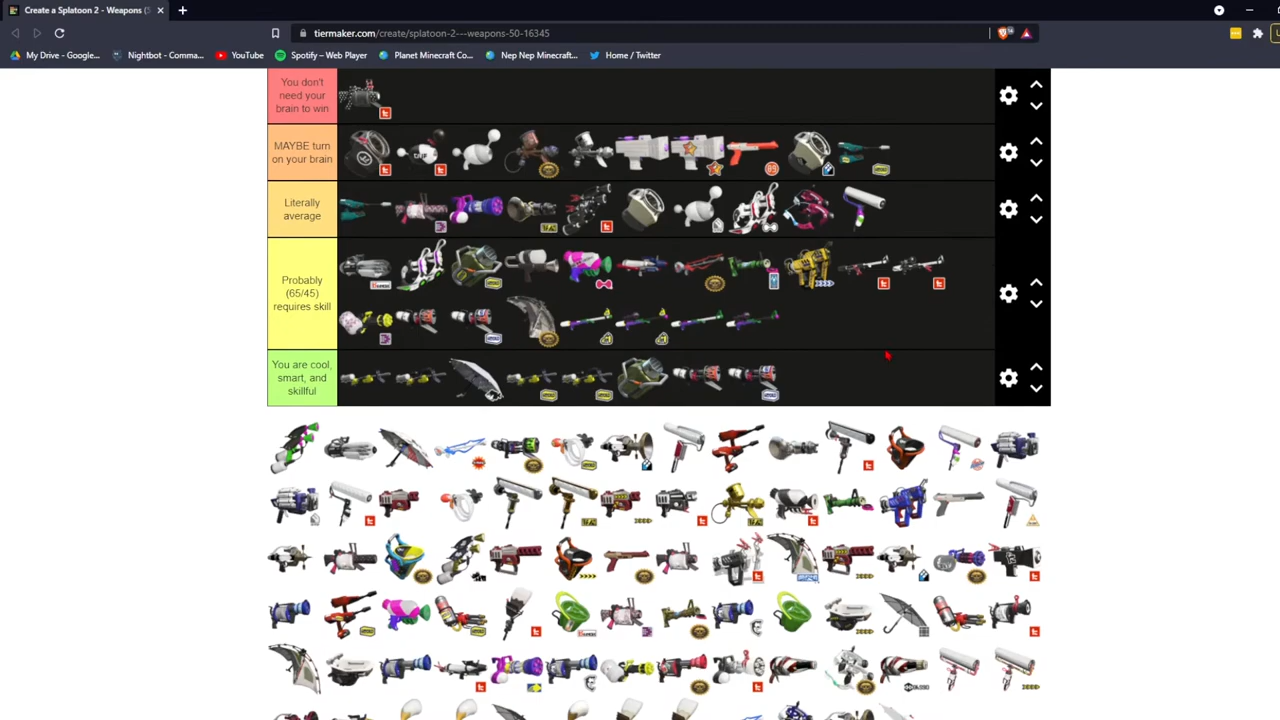 Create a Splatoon 2 - Weapons (
tiermaker.com/create/splatoon-2---weapons-50-16345
My Drive - Google... Nightbot - Comma... YouTube Spotify – Web Player Planet Minecraft Co... Nep Nep Minecraft... Home / Twitter
You don't
need your
brain to win
MAYBE turn
on your brain
Literally
average
Probably
(65/45)
requires skill
You are cool,
smart, and
skillful